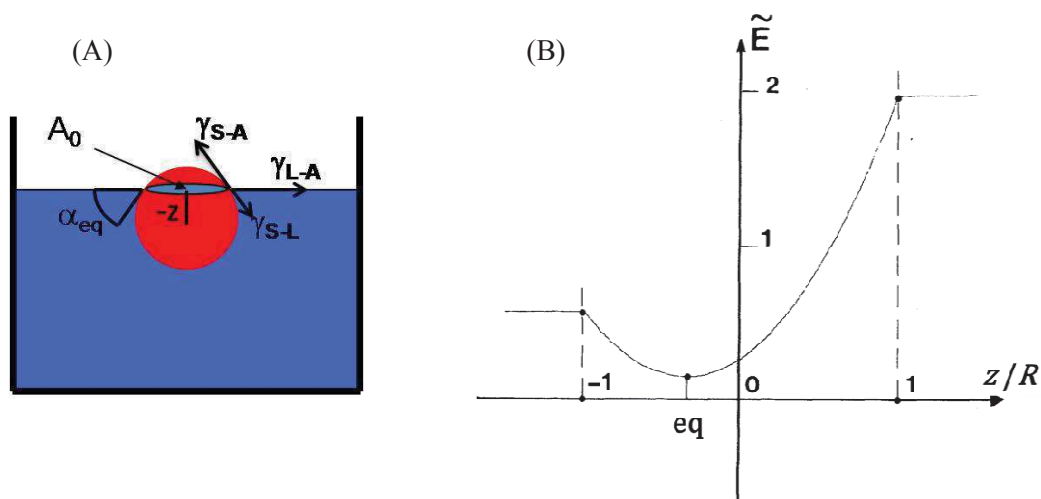 (A)
A₀
γS-A
γL-A
-z
αeq
γS-L
(B)
Ẽ
2
1
-1
0
1
z/R
eq